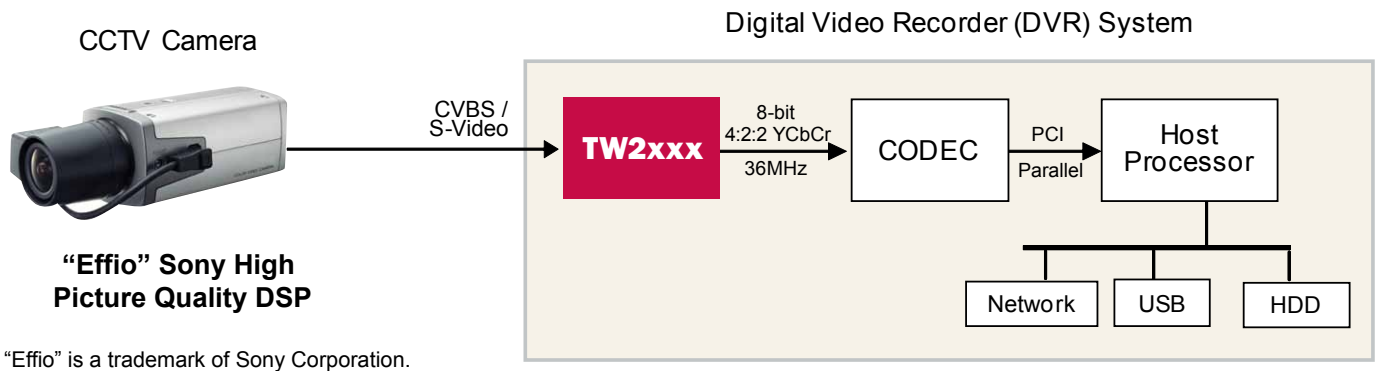 Digital Video Recorder (DVR) System
CCTV Camera
CVBS /
S-Video
TW2xxx
8-bit
4:2:2 YCbCr
36MHz
CODEC
PCI
Parallel
Host
Processor
Network
USB
HDD
“Effio” Sony High
Picture Quality DSP
“Effio” is a trademark of Sony Corporation.